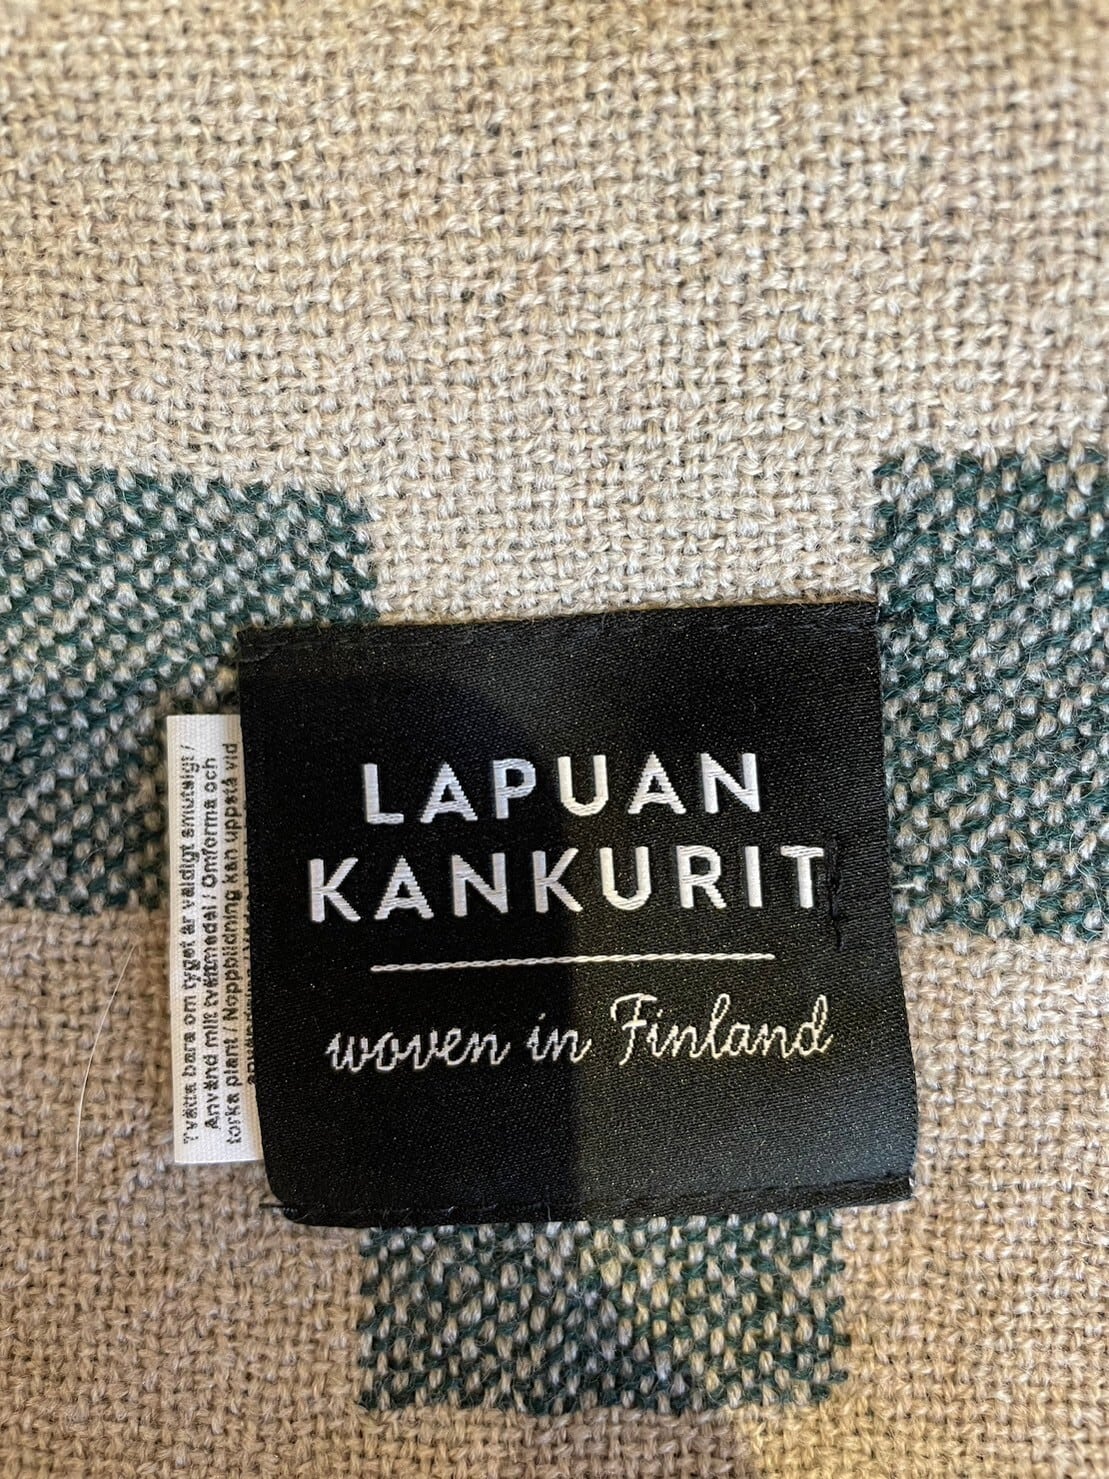 LAPUAN
KANKURIT
woven in Finland
Tvätta bara om tyget är väldigt smutsigt /
Använd milt tvättmedel / Omforma och
torka plant / Noppbildning kan uppstå vid